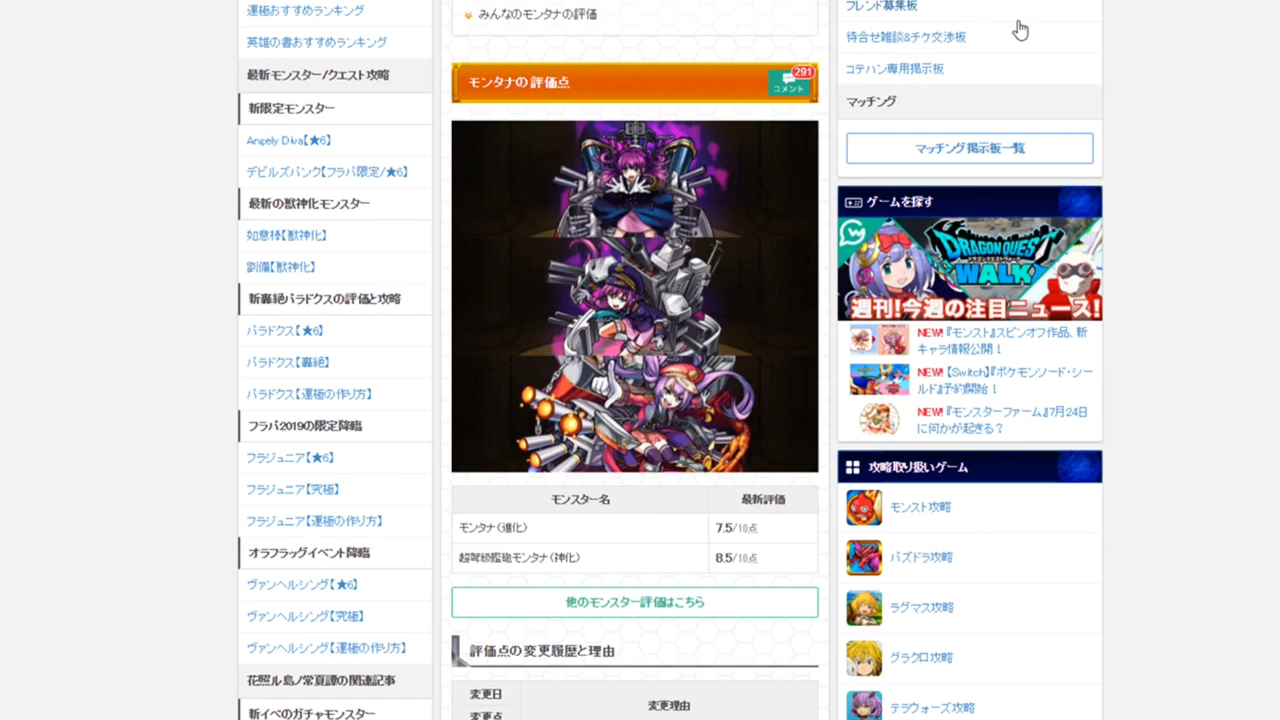 運極おすすめランキング
英雄の書おすすめランキング
最新モンスター/クエスト攻略
新限定モンスター
Angely Diva【★6】
デビルズパンク【フラパ限定/★6】
最新の獣神化モンスター
如意棒【獣神化】
劉備【獣神化】
新轟絶パラドクスの評価と攻略
パラドクス【★6】
パラドクス【轟絶】
パラドクス【運極の作り方】
フラパ2019の限定降臨
フラジュニア【★6】
フラジュニア【究極】
フラジュニア【運極の作り方】
オラフラッグイベント降臨
ヴァンヘルシング【★6】
ヴァンヘルシング【究極】
ヴァンヘルシング【運極の作り方】
花照ル島ノ常夏譚の関連記事
新イベのガチャモンスター
みんなのモンタナの評価
モンタナの評価点
291
コメント
モンスター名
最新評価
モンタナ(進化)
7.5/10点
超弩級艦砲モンタナ(神化)
8.5/10点
他のモンスター評価はこちら
評価点の変更履歴と理由
変更日
変更点
変更理由
フレンド募集板
待合せ雑談&チケ交渉板
コテハン専用掲示板
マッチング
マッチング掲示板一覧
ゲームを探す
DRAGON QUEST
ドラゴンクエストウォーク
WALK
週刊!今週の注目ニュース!
NEW!『モンスト』スピンオフ作品、新
キャラ情報公開！
NEW!【Switch】『ポケモンソード・シー
ルド』予約開始！
NEW!『モンスターファーム』7月24日
に何かが起きる？
攻略取り扱いゲーム
モンスト攻略
パズドラ攻略
ラグマス攻略
グラクロ攻略
テラウォーズ攻略